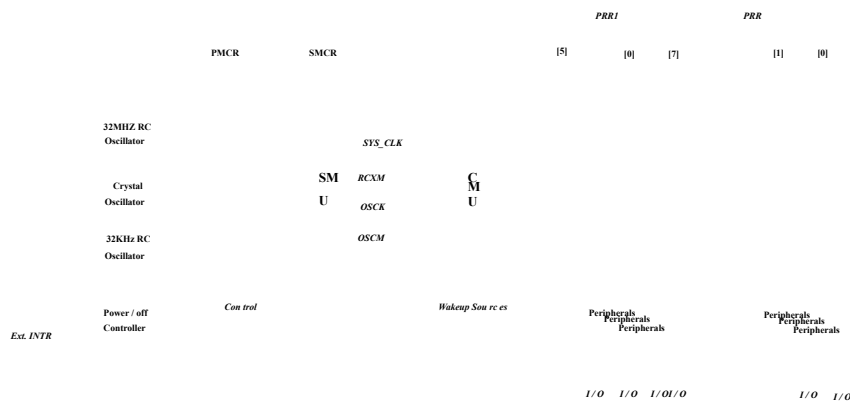 PRR1 PRR
PMCR SMCR [5] [0] [7] [1] [0]
32MHZ RC
Oscillator SYS_CLK
SM RCXM C
Crystal M
Oscillator U OSCK U
32KHz RC OSCM
Oscillator
Con trol Wakeup Sou rc es
Power / off Peripherals Peripherals
Peripherals Peripherals
Controller Peripherals Peripherals
Ext. INTR
I / O I / O I / O I / O I / O I / O